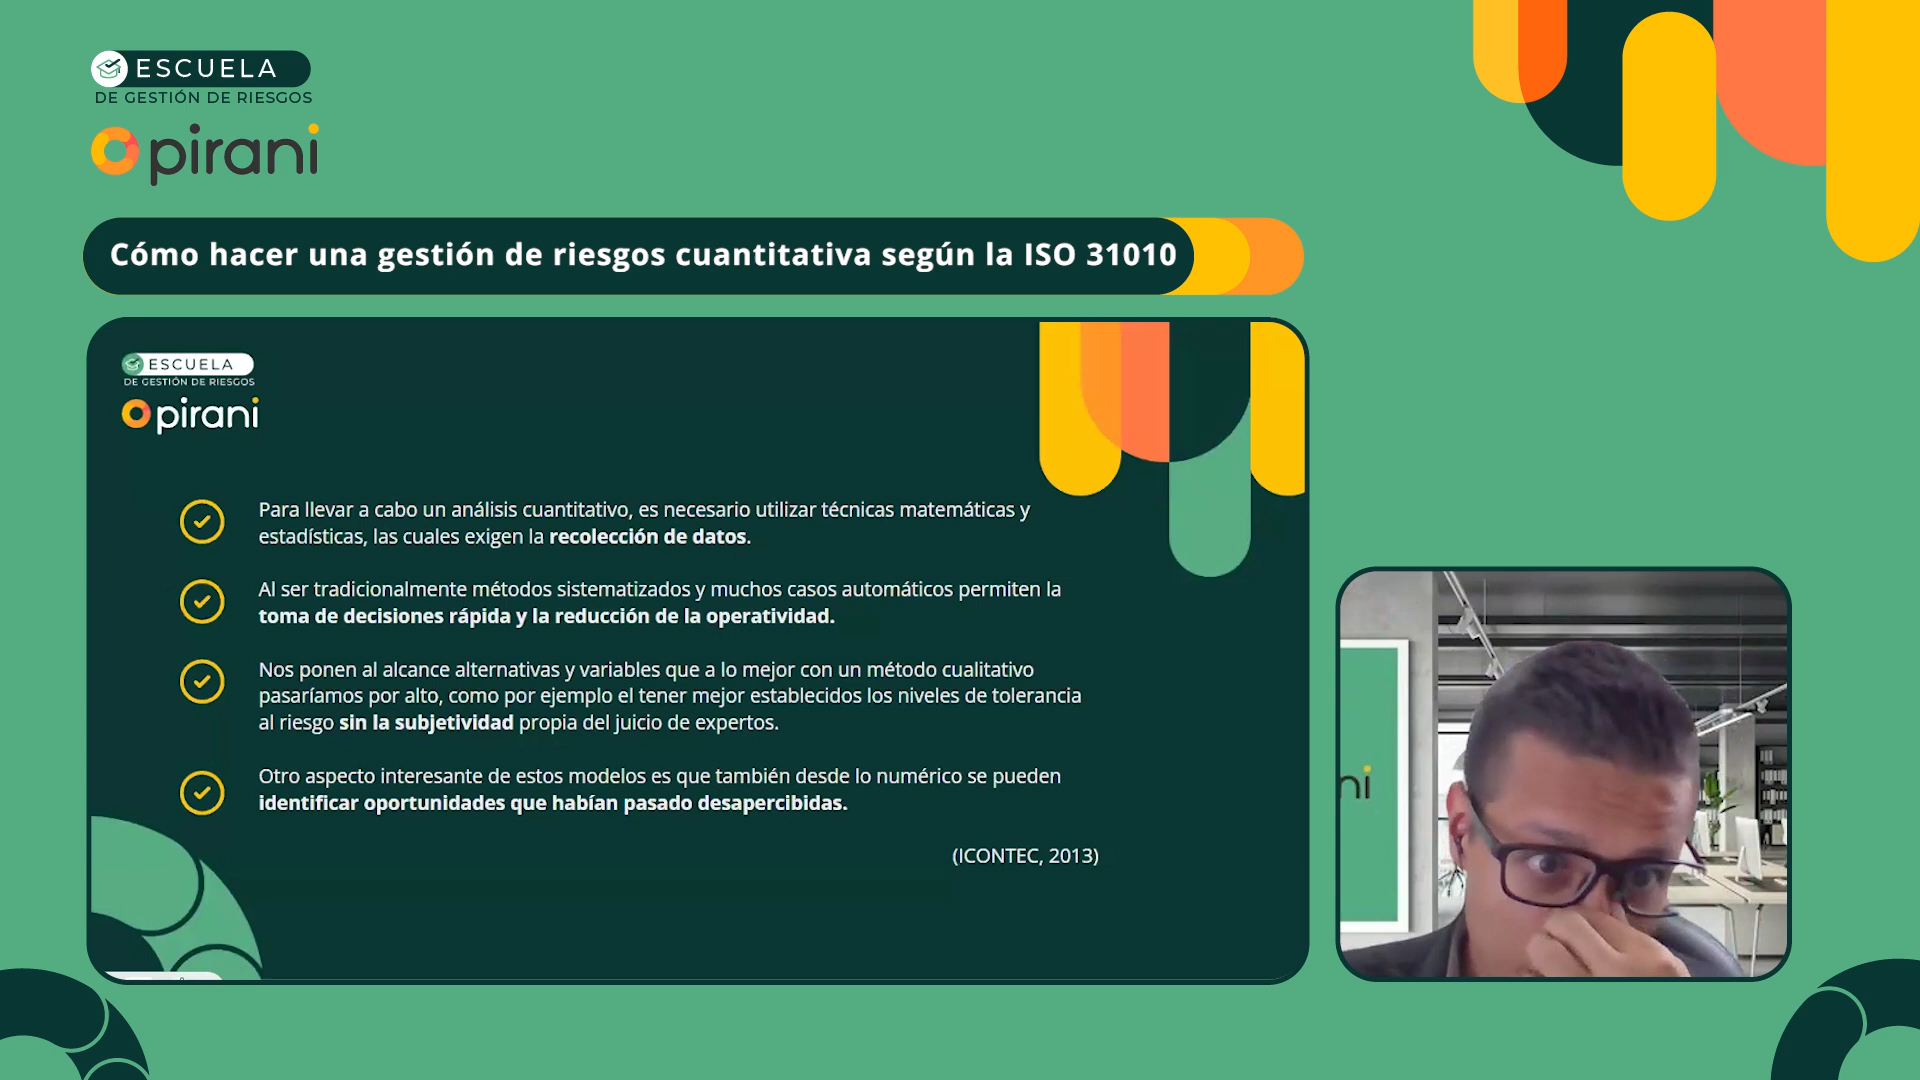 ESCUELA
DE GESTIÓN DE RIESGOS
pirani
Cómo hacer una gestión de riesgos cuantitativa según la ISO 31010
ESCUELA
DE GESTIÓN DE RIESGOS
pirani
Para llevar a cabo un análisis cuantitativo, es necesario utilizar técnicas matemáticas y
estadísticas, las cuales exigen la recolección de datos.
Al ser tradicionalmente métodos sistematizados y muchos casos automáticos permiten la
toma de decisiones rápida y la reducción de la operatividad.
Nos ponen al alcance alternativas y variables que a lo mejor con un método cualitativo
pasaríamos por alto, como por ejemplo el tener mejor establecidos los niveles de tolerancia
al riesgo sin la subjetividad propia del juicio de expertos.
Otro aspecto interesante de estos modelos es que también desde lo numérico se pueden
identificar oportunidades que habían pasado desapercibidas.
(ICONTEC, 2013)
ni